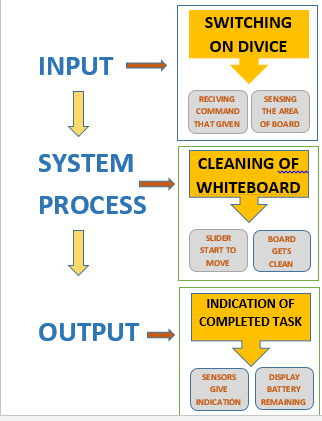 INPUT
SWITCHING
ON DIVICE
RECIVING
COMMAND
THAT GIVEN
SENSING
THE AREA
OF BOARD
SYSTEM
PROCESS
CLEANING OF
WHITEBOARD
SLIDER
START TO
MOVE
BOARD
GETS
CLEAN
OUTPUT
INDICATION OF
COMPLETED TASK
SENSORS
GIVE
INDICATION
DISPLAY
BATTERY
REMAINING